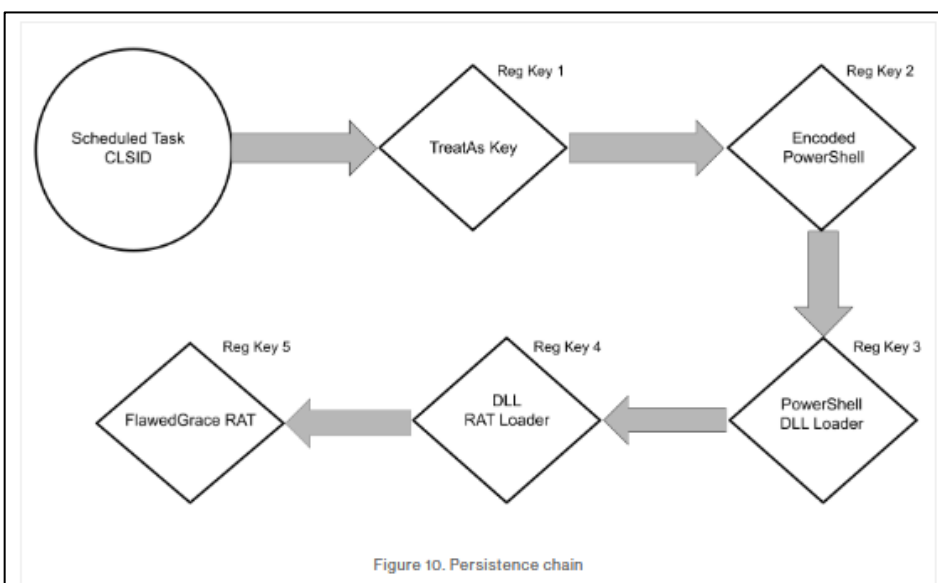 Scheduled Task
CLSID
Reg Key 1
TreatAs Key
Reg Key 2
Encoded
PowerShell
Reg Key 3
PowerShell
DLL Loader
Reg Key 4
DLL
RAT Loader
Reg Key 5
FlawedGrace RAT
Figure 10. Persistence chain